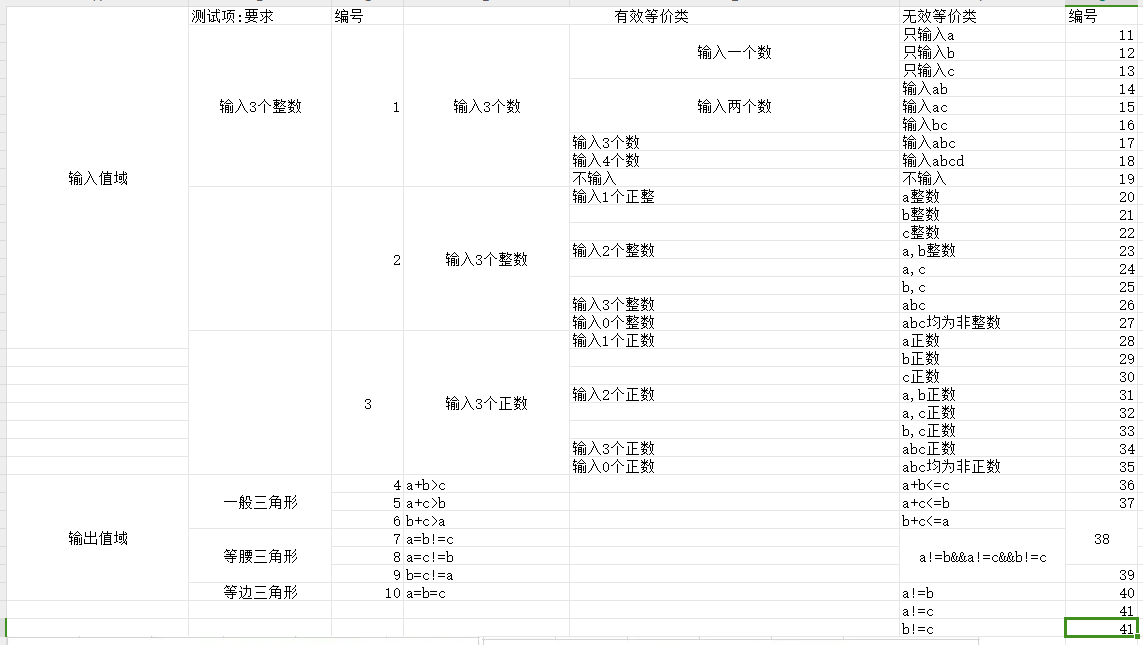 测试项:要求 编号 有效等价类 无效等价类 编号
只输入a 11
输入一个数 只输入b 12
只输入c 13
输入ab 14
输入3个整数 1 输入3个数 输入两个数 输入ac 15
输入bc 16
输入3个数 输入abc 17
输入4个数 输入abcd 18
输入值域 不输入 不输入 19
输入1个正整 a整数 20
b整数 21
c整数 22
2 输入3个整数 输入2个整数 a,b整数 23
a,c 24
b,c 25
输入3个整数 abc 26
输入0个整数 abc均为非整数 27
输入1个正数 a正数 28
b正数 29
c正数 30
3 输入3个正数 输入2个正数 a,b正数 31
a,c正数 32
b,c正数 33
输入3个正数 abc正数 34
输入0个正数 abc均为非正数 35
4 a+b>c a+b<=c 36
一般三角形 5 a+c>b a+c<=b 37
6 b+c>a b+c<=a
输出值域 7 a=b!=c 38
等腰三角形 8 a=c!=b a!=b&&a!=c&&b!=c
9 b=c!=a 39
等边三角形 10 a=b=c a!=b 40
a!=c 41
b!=c 41